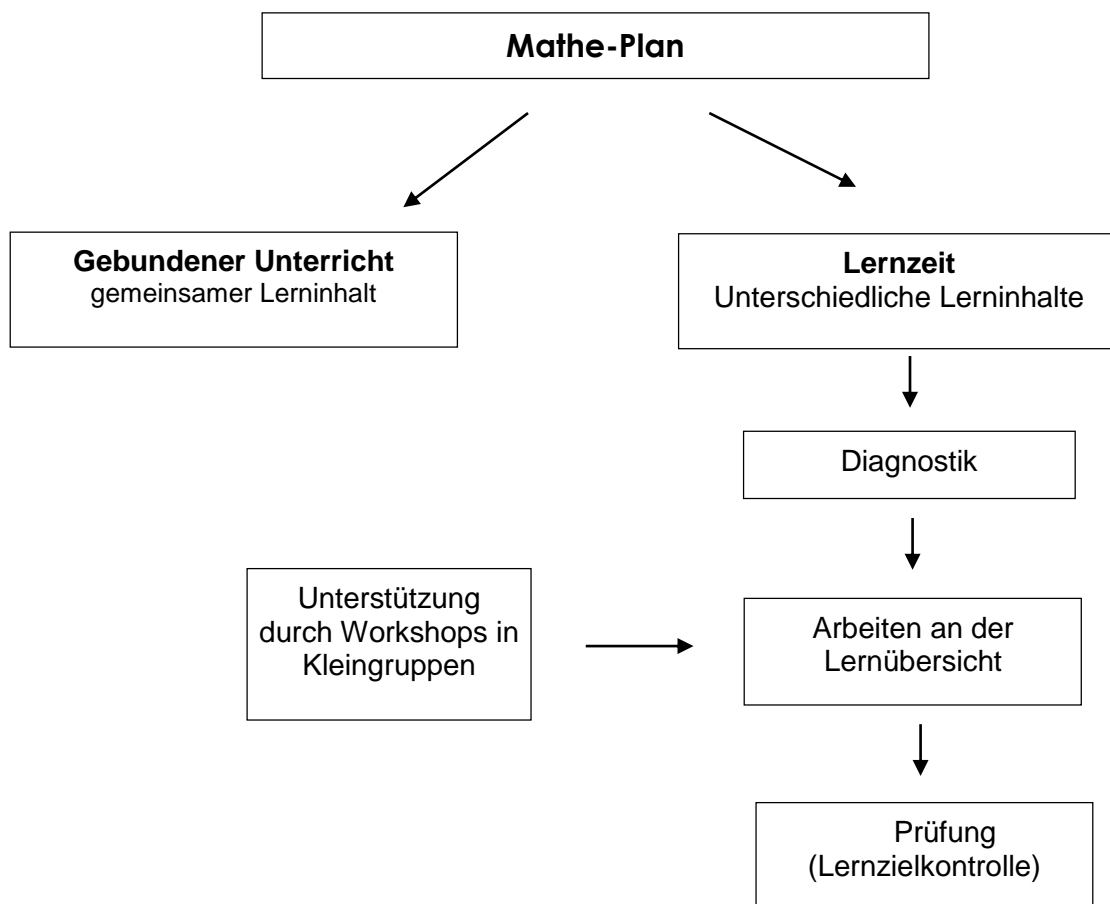 Mathe-Plan
Gebundener Unterricht
gemeinsamer Lerninhalt
Lernzeit
Unterschiedliche Lerninhalte
Diagnostik
Unterstützung
durch Workshops in
Kleingruppen
Arbeiten an der
Lernübersicht
Prüfung
(Lernzielkontrolle)